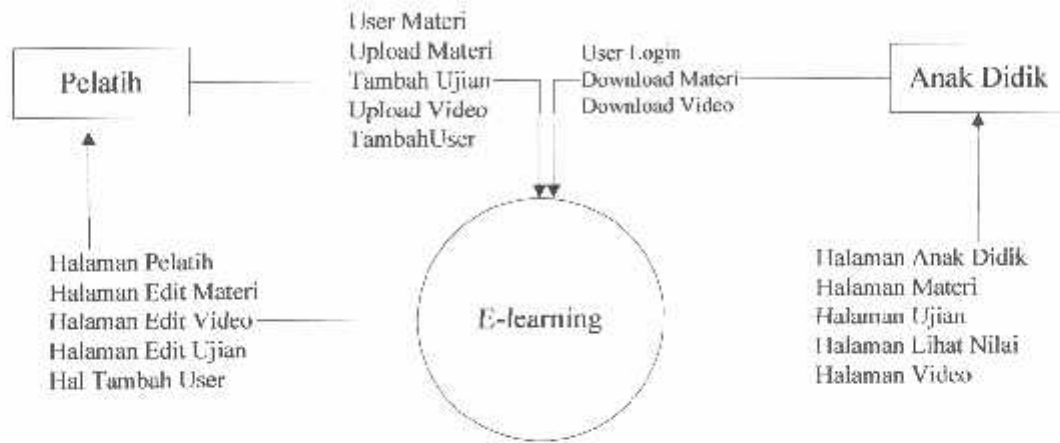 Pelatih
User Materi
Upload Materi
Tambah Ujian
Upload Video
TambahUser
User Login
Download Materi
Download Video
Anak Didik
Halaman Pelatih
Halaman Edit Materi
Halaman Edit Video
Halaman Edit Ujian
Hal Tambah User
E-learning
Halaman Anak Didik
Halaman Materi
Halaman Ujian
Halaman Lihat Nilai
Halaman Video